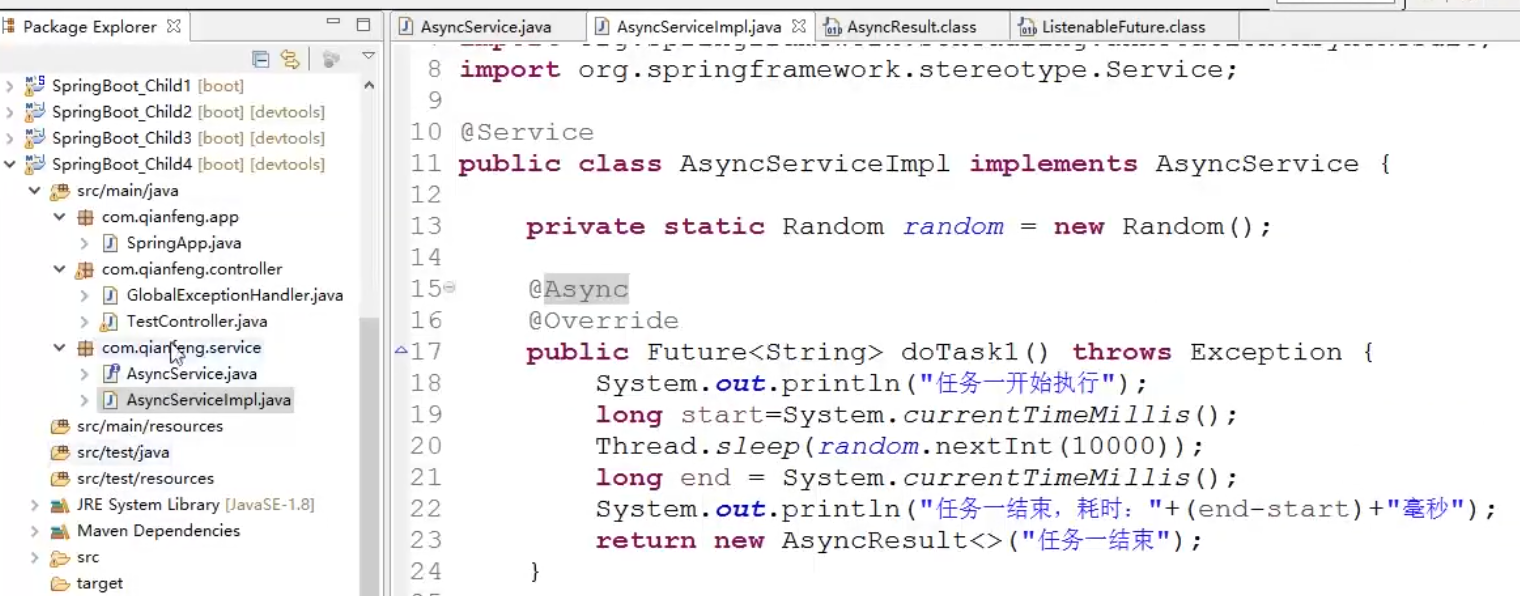 Package Explorer
SpringBoot_Child1 [boot]
SpringBoot_Child2 [boot] [devtools]
SpringBoot_Child3 [boot] [devtools]
SpringBoot_Child4 [boot] [devtools]
src/main/java
com.qianfeng.app
SpringApp.java
com.qianfeng.controller
GlobalExceptionHandler.java
TestController.java
com.qianfeng.service
AsyncService.java
AsyncServiceImpl.java
src/main/resources
src/test/java
src/test/resources
JRE System Library [JavaSE-1.8]
Maven Dependencies
src
target
AsyncService.java AsyncServiceImpl.java AsyncResult.class ListenableFuture.class
8 import org.springframework.stereotype.Service;
9
10 @Service
11 public class AsyncServiceImpl implements AsyncService {
12
13 private static Random random = new Random();
14
15 @Async
16 @Override
17 public Future<String> doTask1() throws Exception {
18 System.out.println("任务一开始执行");
19 long start=System.currentTimeMillis();
20 Thread.sleep(random.nextInt(10000));
21 long end = System.currentTimeMillis();
22 System.out.println("任务一结束，耗时："+(end-start)+"毫秒");
23 return new AsyncResult<>("任务一结束");
24 }